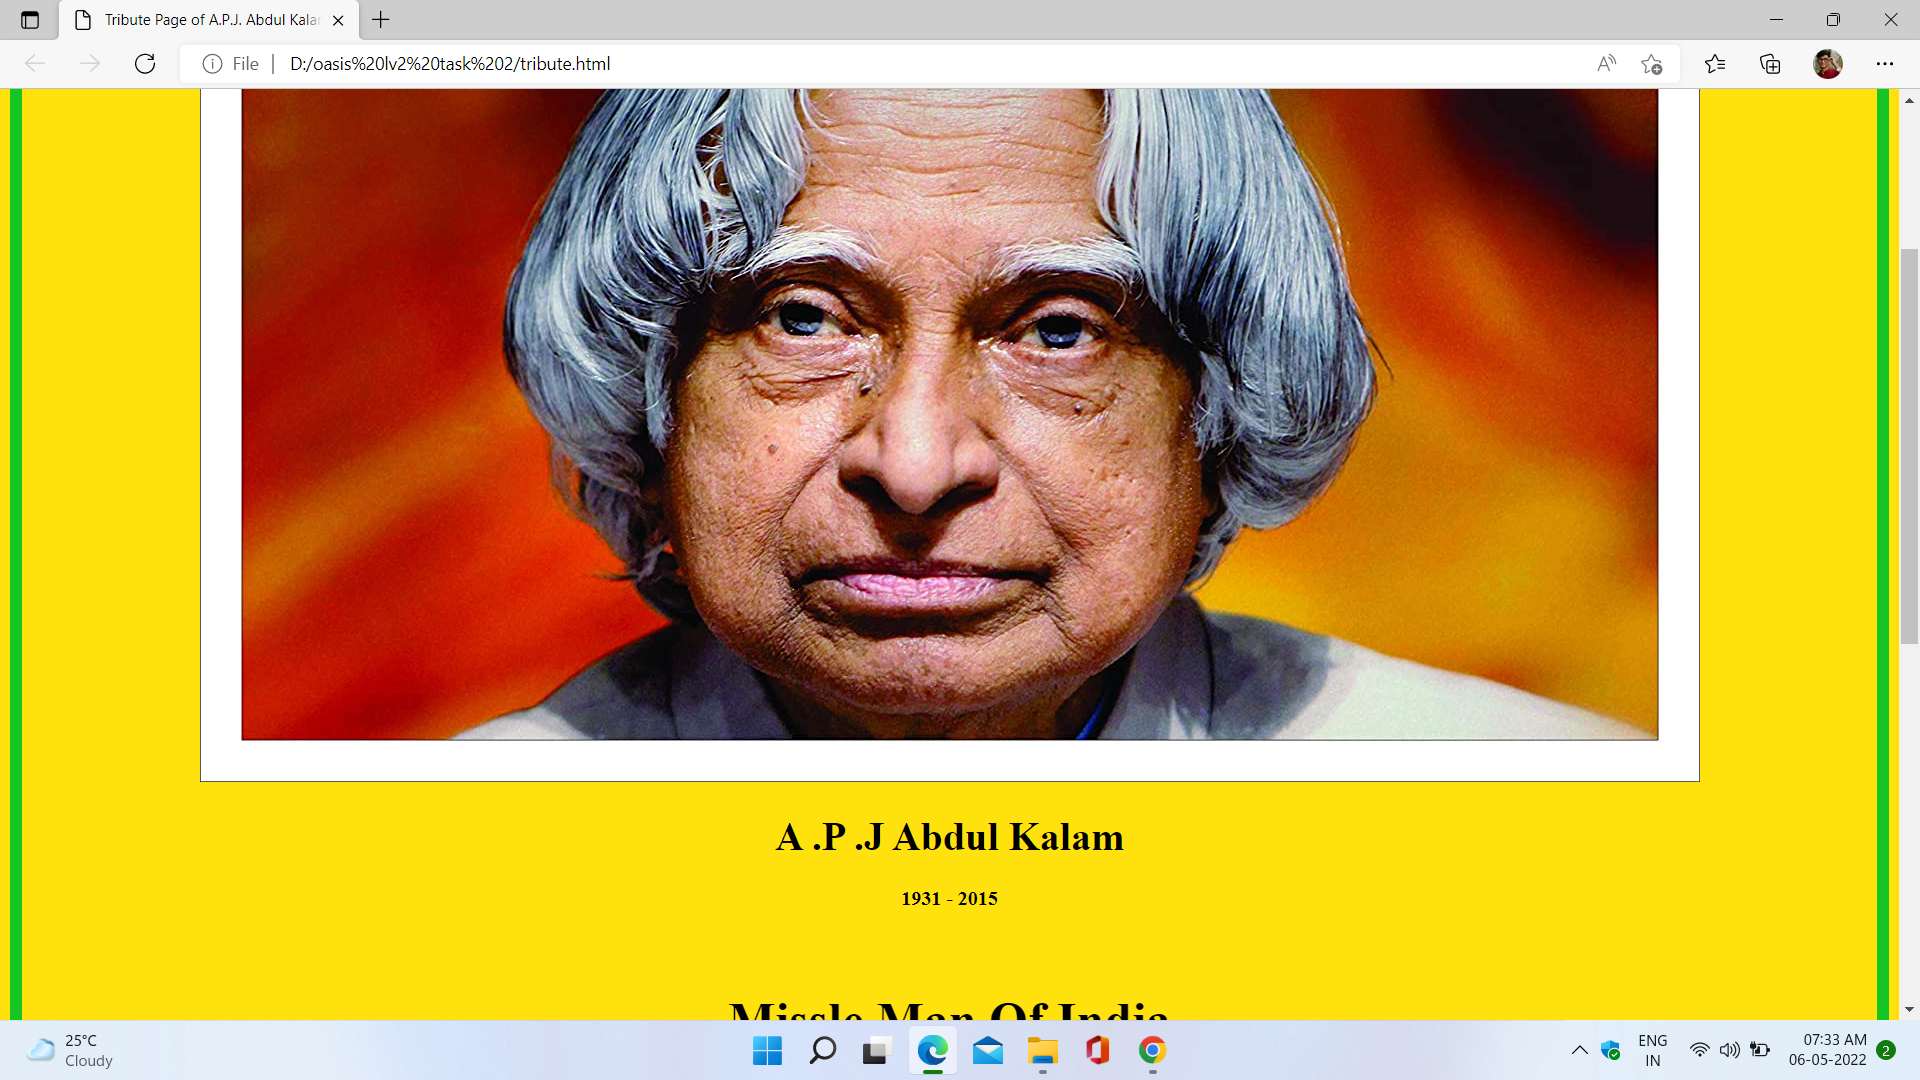 Tribute Page of A.P.J. Abdul Kala
File
D:/oasis%20lv2%20task%202/tribute.html
A .P .J Abdul Kalam
1931 - 2015
Missle Man Of India
25°C
Cloudy
ENG
IN
07:33 AM
06-05-2022
2